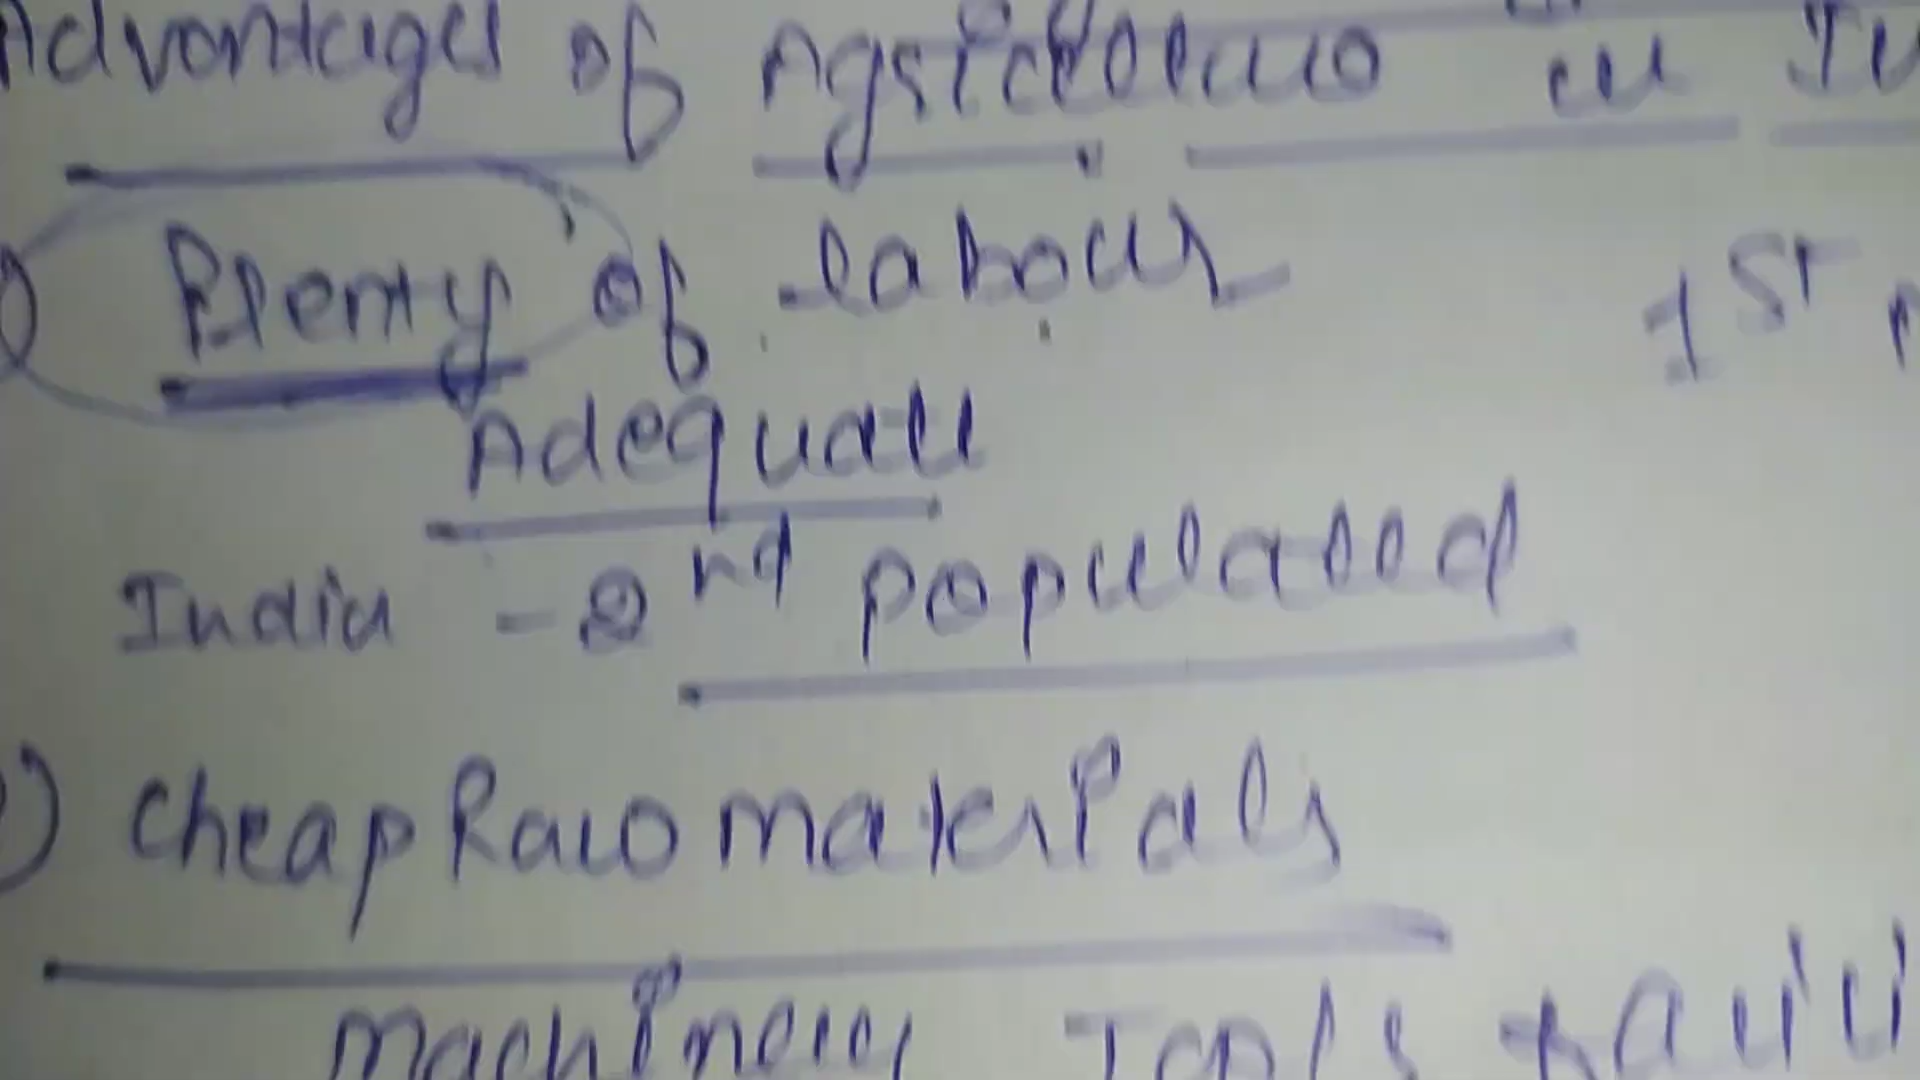 Advantages of Agriculture in
Plenty of labour
1st
Adequate
India - 2nd populated
) Cheap Raw materials
machinery Tools